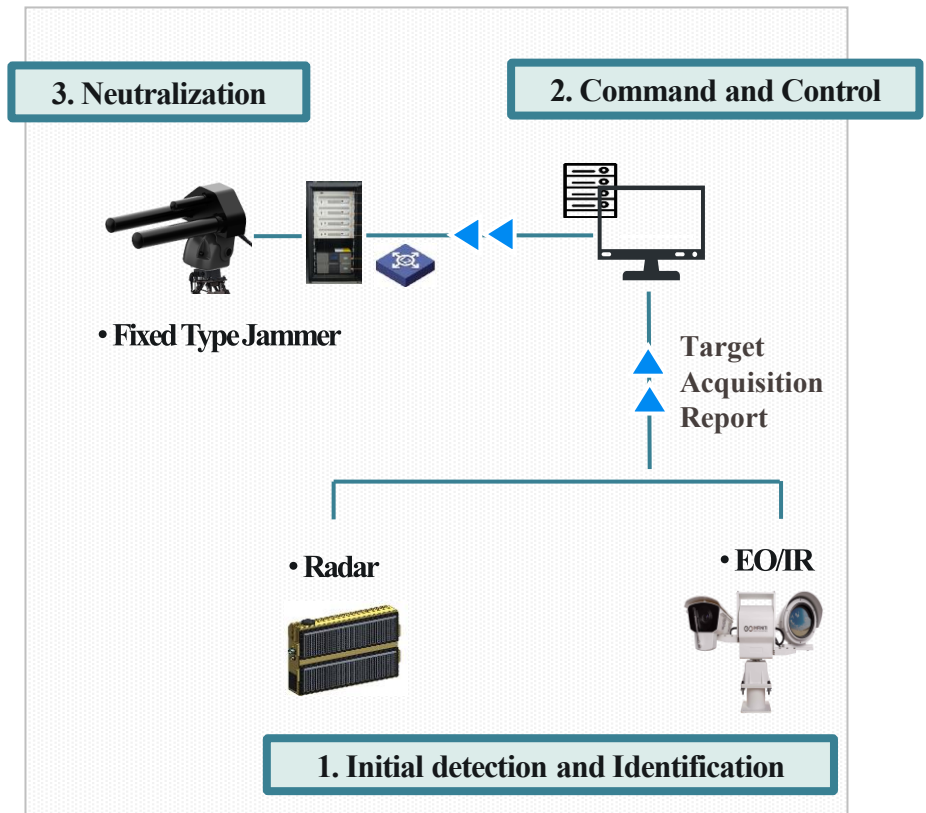 3. Neutralization
2. Command and Control
• Fixed Type Jammer
Target
Acquisition
Report
• Radar
• EO/IR
1. Initial detection and Identification